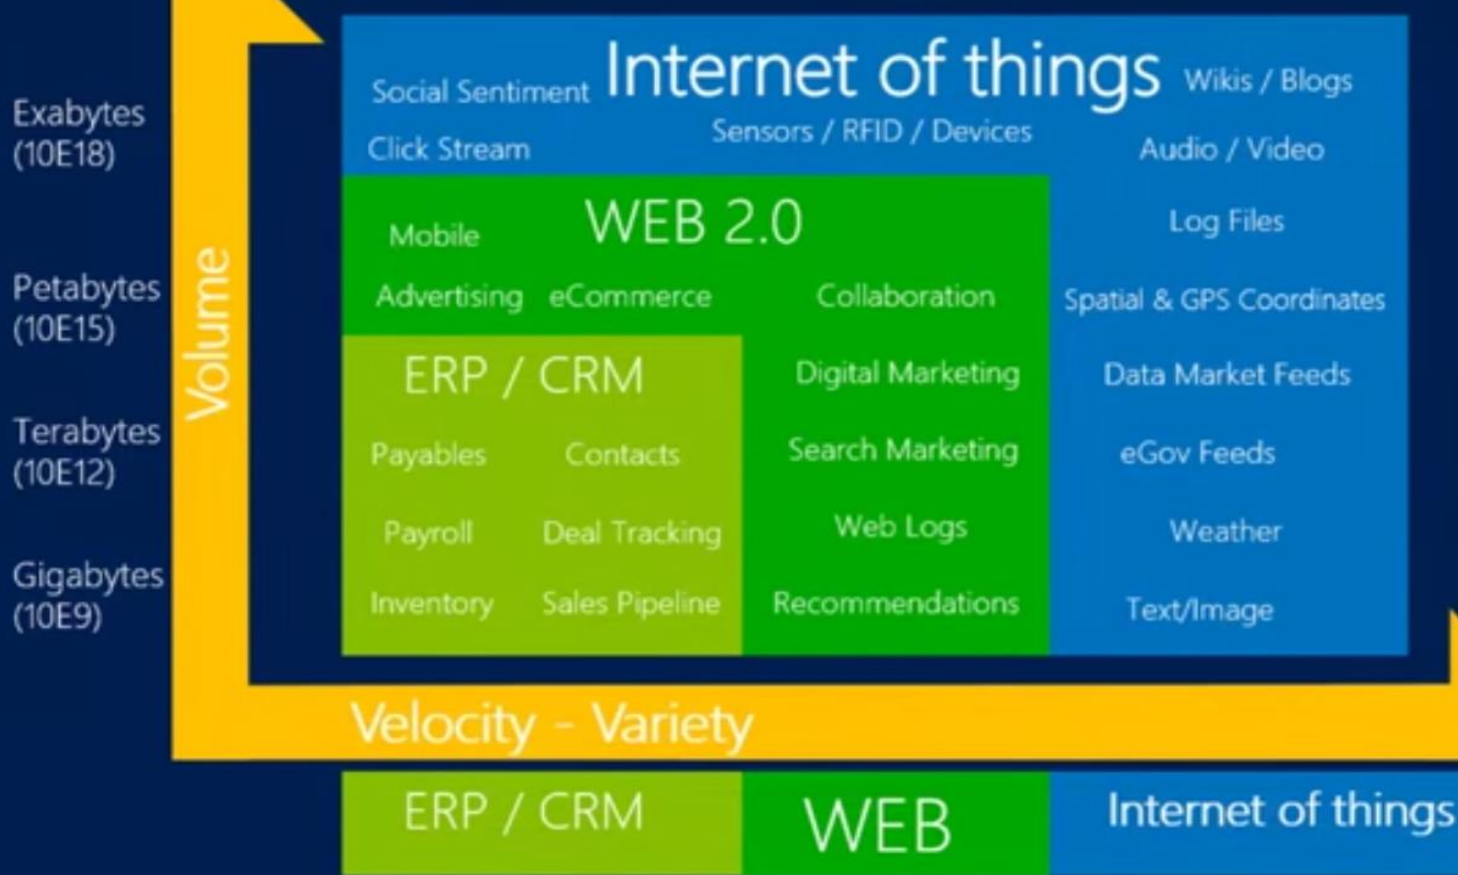 Exabytes
(10E18)
Petabytes
(10E15)
Terabytes
(10E12)
Gigabytes
(10E9)
Volume
Internet of things
Social Sentiment
Wikis / Blogs
Sensors / RFID / Devices
Click Stream
Audio / Video
Log Files
Spatial & GPS Coordinates
Data Market Feeds
eGov Feeds
Weather
Text/Image
WEB 2.0
Mobile
Advertising
eCommerce
Collaboration
Digital Marketing
Search Marketing
Web Logs
Recommendations
ERP / CRM
Payables
Contacts
Payroll
Deal Tracking
Inventory
Sales Pipeline
Velocity - Variety
ERP / CRM
WEB
Internet of things